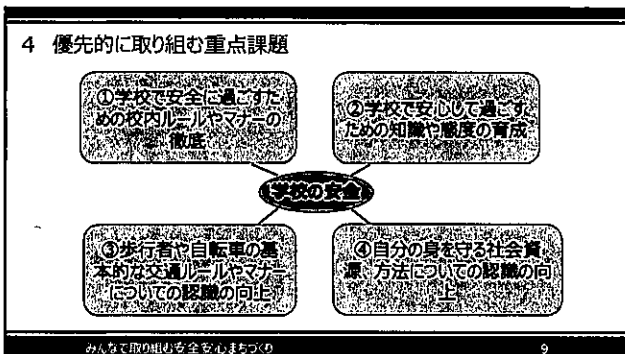 4 優先的に取り組む重点課題
①学校で安全に過ごすた
めの校内ルールやマナーの
徹底
②学校で安心して過ごす
ための知識や態度の育成
学校の安全
③歩行者や自転車の基
本的な交通ルールやマナー
についての認識の向上
④自分の身を守る社会資
源、方法についての認識の向
上
みんなで取り組む安全安心まちづくり
9